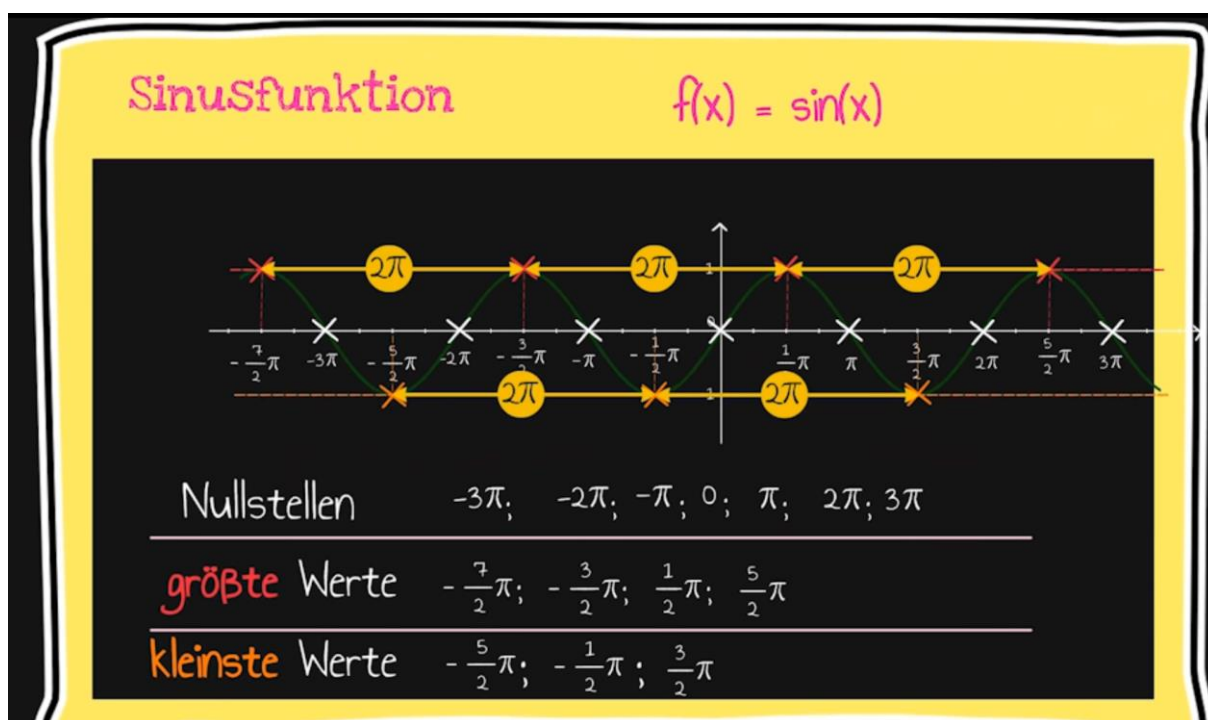 Sinusfunktion f(x) = sin(x)
2π 2π 2π
1
0
-7/2π -3π -5/2π -2π -3/2π -π -1/2π 1/2π π 3/2π 2π 5/2π 3π
2π 2π
1
Nullstellen -3π; -2π; -π; 0; π; 2π; 3π
größte Werte -7/2π; -3/2π; 1/2π; 5/2π
kleinste Werte -5/2π; -1/2π; 3/2π